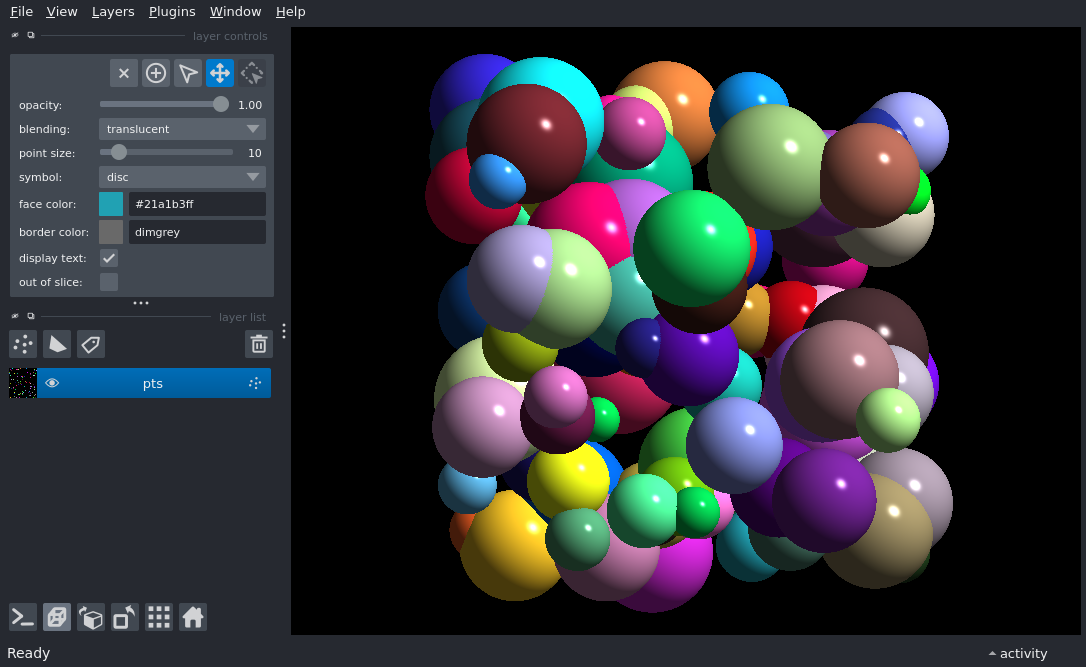 File View Layers Plugins Window Help
layer controls
opacity: 1.00
blending: translucent
point size: 10
symbol: disc
face color: #21a1b3ff
border color: dimgrey
display text:
out of slice:
layer list
pts
Ready
activity